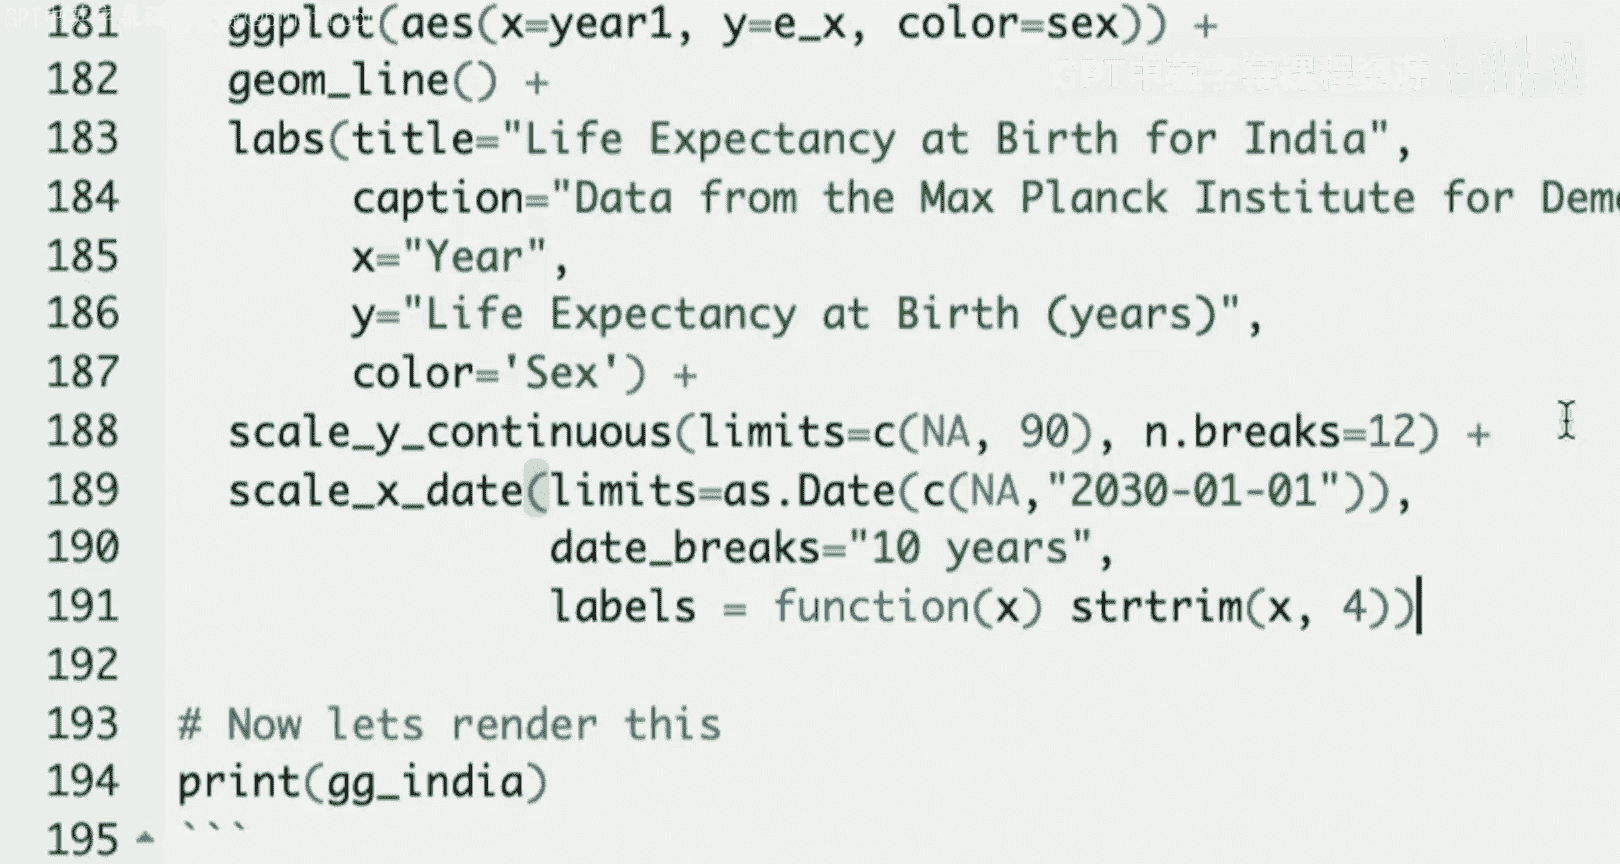 181 ggplot(aes(x=year1, y=e_x, color=sex)) +
182 geom_line() +
183 labs(title="Life Expectancy at Birth for India",
184 caption="Data from the Max Planck Institute for
185 x="Year",
186 y="Life Expectancy at Birth (years)",
187 color='Sex') +
188 scale_y_continuous(limits=c(NA, 90), n.breaks=12) +
189 scale_x_date(limits=as.Date(c(NA,"2030-01-01")),
190 date_breaks="10 years",
191 labels = function(x) strtrim(x, 4))
192
193 # Now lets render this
194 print(gg_india)
195 ```